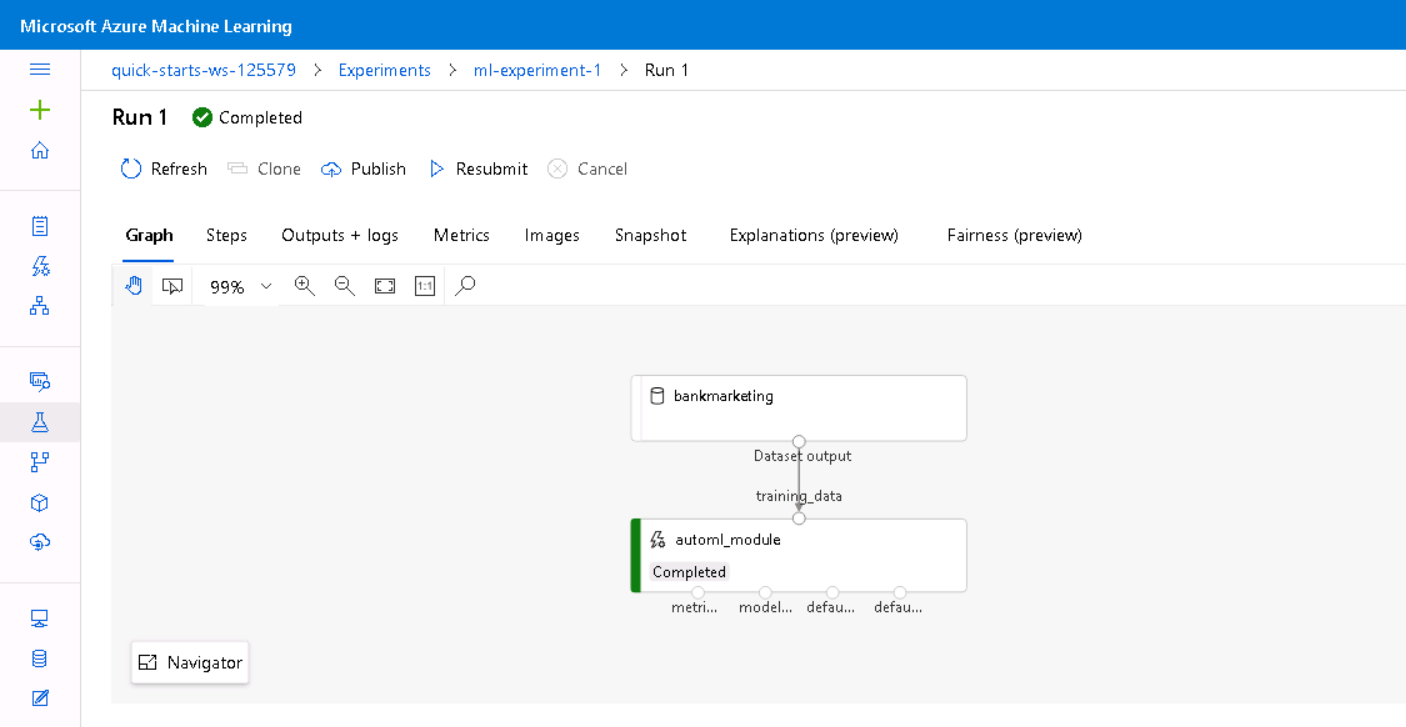 Microsoft Azure Machine Learning
quick-starts-ws-125579 > Experiments > ml-experiment-1 > Run 1
Run 1 Completed
Refresh Clone Publish Resubmit Cancel
Graph Steps Outputs + logs Metrics Images Snapshot Explanations (preview) Fairness (preview)
99% 1:1
bankmarketing
Dataset output
training_data
automl_module
Completed
metri... model... defau... defau...
Navigator